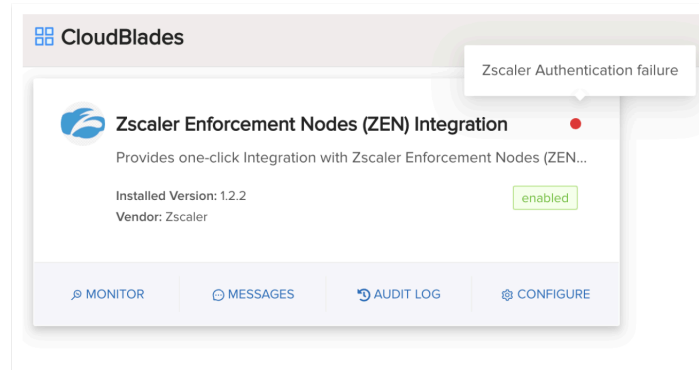 CloudBlades
Zscaler Authentication failure
Zscaler Enforcement Nodes (ZEN) Integration
Provides one-click Integration with Zscaler Enforcement Nodes (ZEN...
Installed Version: 1.2.2
enabled
Vendor: Zscaler
MONITOR
MESSAGES
AUDIT LOG
CONFIGURE